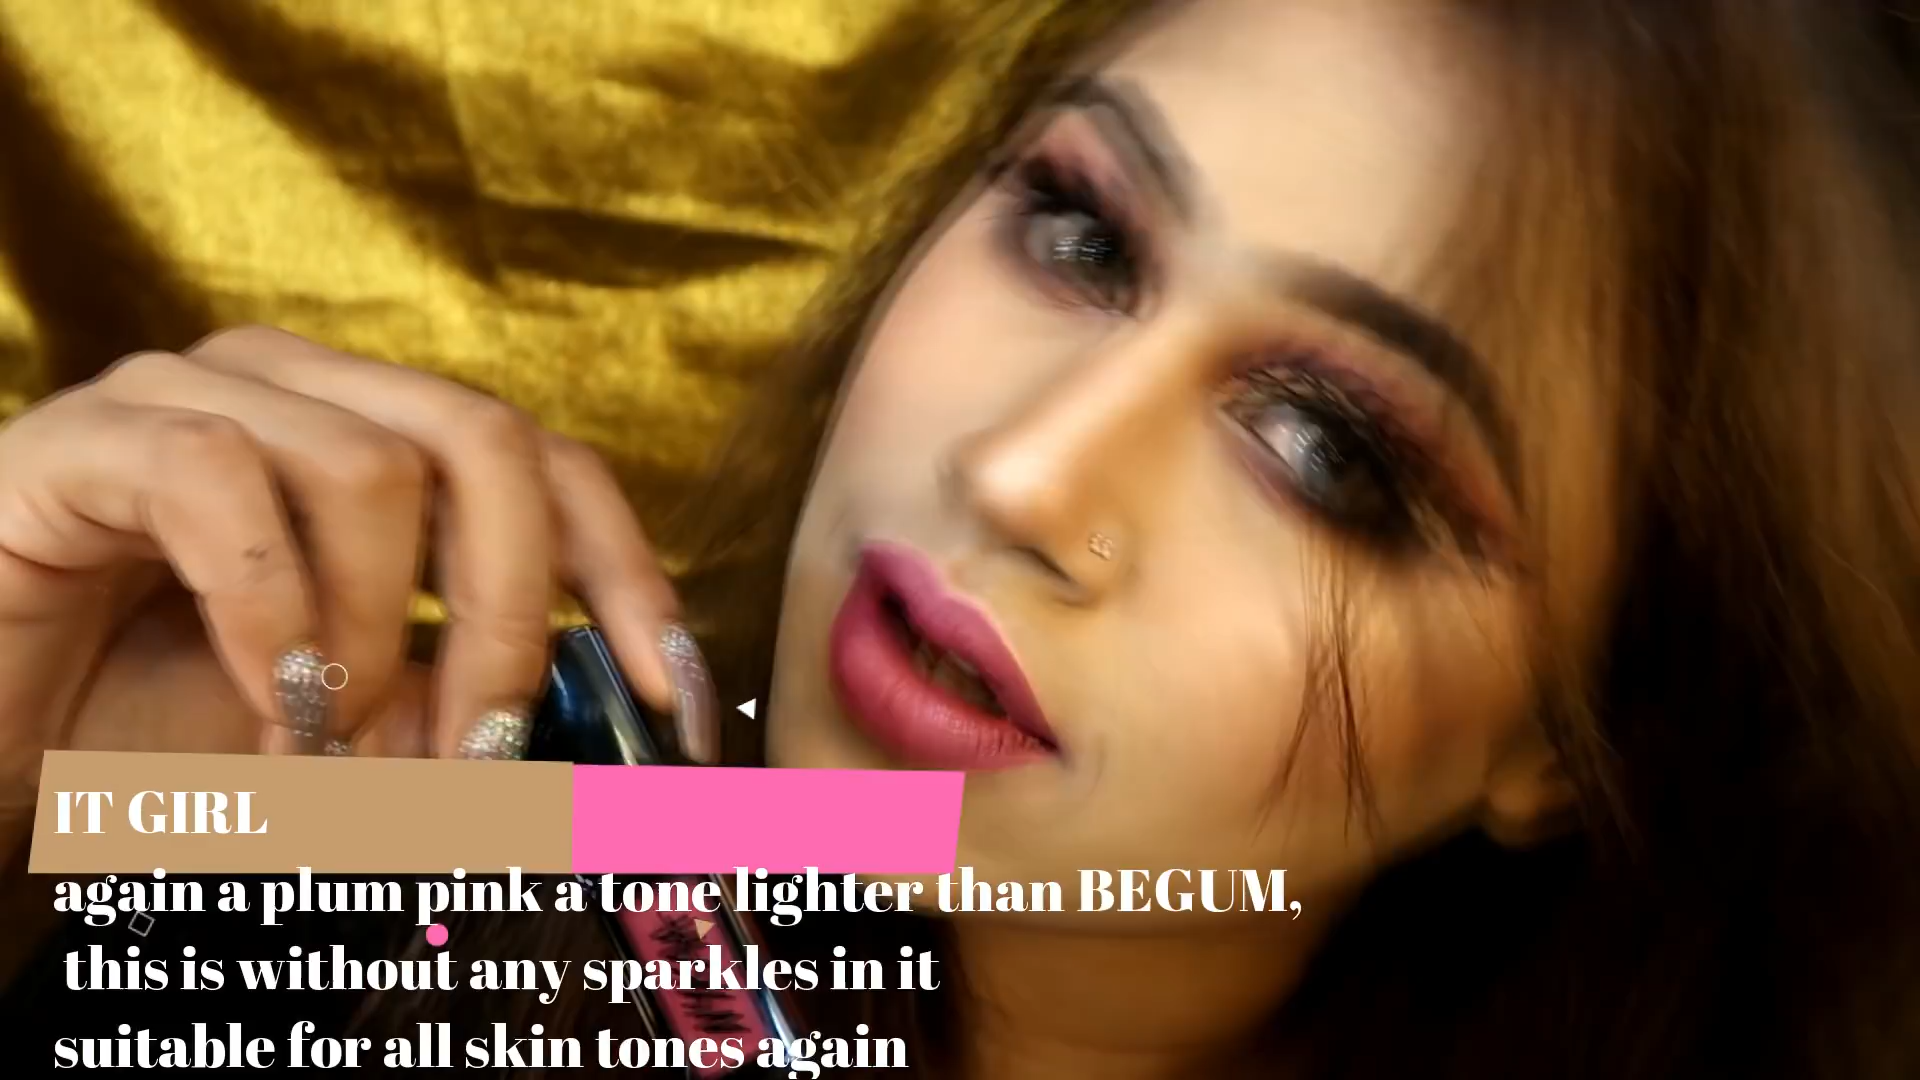 IT GIRL
again a plum pink a tone lighter than BEGUM,
this is without any sparkles in it
suitable for all skin tones again